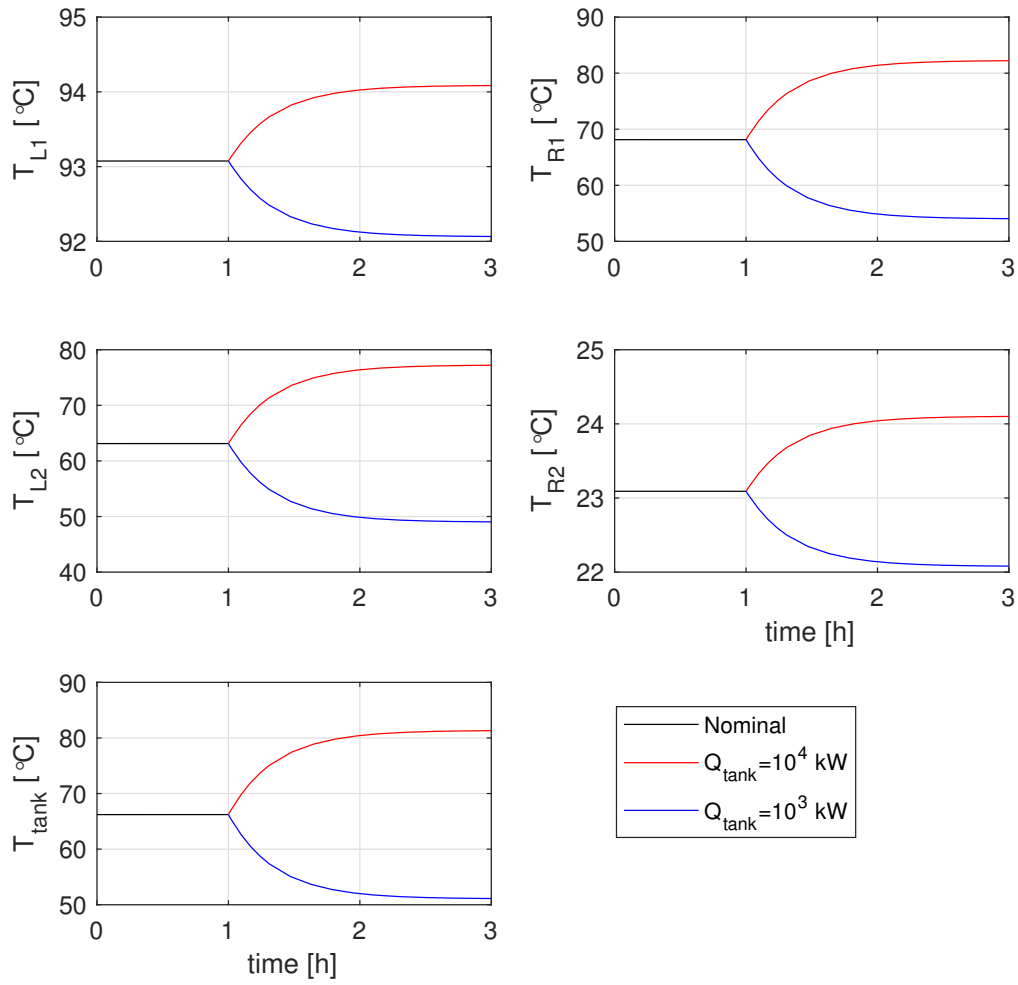 95
94
93
92
T_L1 [°C]
0 1 2 3
90
80
70
60
50
T_R1 [°C]
0 1 2 3
80
70
60
50
40
T_L2 [°C]
0 1 2 3
25
24
23
22
T_R2 [°C]
0 1 2 3
time [h]
90
80
70
60
50
T_tank [°C]
0 1 2 3
time [h]
Nominal
Q_tank=10^4 kW
Q_tank=10^3 kW